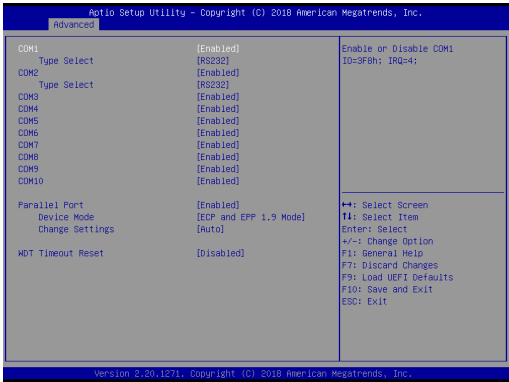 Aptio Setup Utility – Copyright (C) 2018 American Megatrends, Inc.
Advanced
COM1 [Enabled]
Type Select [RS232]
COM2 [Enabled]
Type Select [RS232]
COM3 [Enabled]
COM4 [Enabled]
COM5 [Enabled]
COM6 [Enabled]
COM7 [Enabled]
COM8 [Enabled]
COM9 [Enabled]
COM10 [Enabled]
Parallel Port [Enabled]
Device Mode [ECP and EPP 1.9 Mode]
Change Settings [Auto]
WDT Timeout Reset [Disabled]
Enable or Disable COM1
IO=3F8h; IRQ=4;
↔: Select Screen
↑↓: Select Item
Enter: Select
+/-: Change Option
F1: General Help
F7: Discard Changes
F9: Load UEFI Defaults
F10: Save and Exit
ESC: Exit
Version 2.20.1271. Copyright (C) 2018 American Megatrends, Inc.